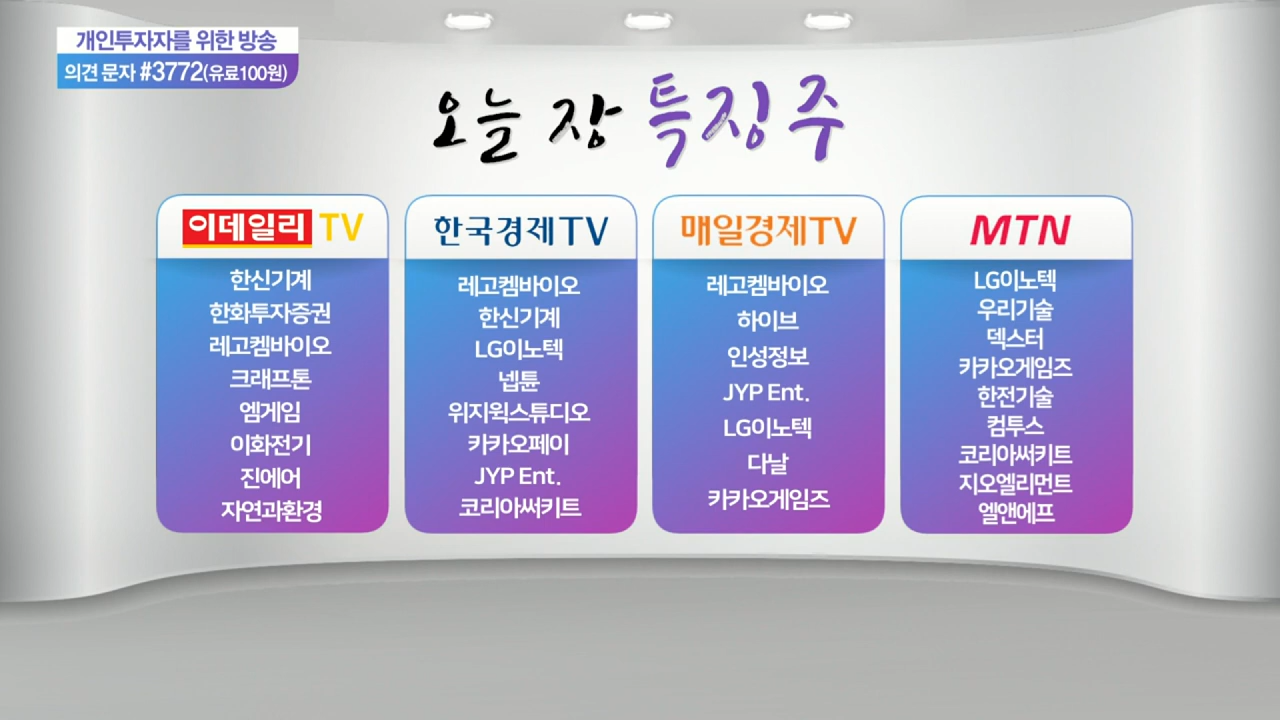 개인투자자를 위한 방송
의견 문자 #3772(유료100원)
오늘 장 특징주
이데일리 TV
한신기계
한화투자증권
레고켐바이오
크래프톤
엠게임
이화전기
진에어
자연과환경
한국경제TV
레고켐바이오
한신기계
LG이노텍
넵튠
위지윅스튜디오
카카오페이
JYP Ent.
코리아써키트
매일경제TV
레고켐바이오
하이브
인성정보
JYP Ent.
LG이노텍
다날
카카오게임즈
MTN
LG이노텍
우리기술
덱스터
카카오게임즈
한전기술
컴투스
코리아써키트
지오엘리먼트
엘앤에프